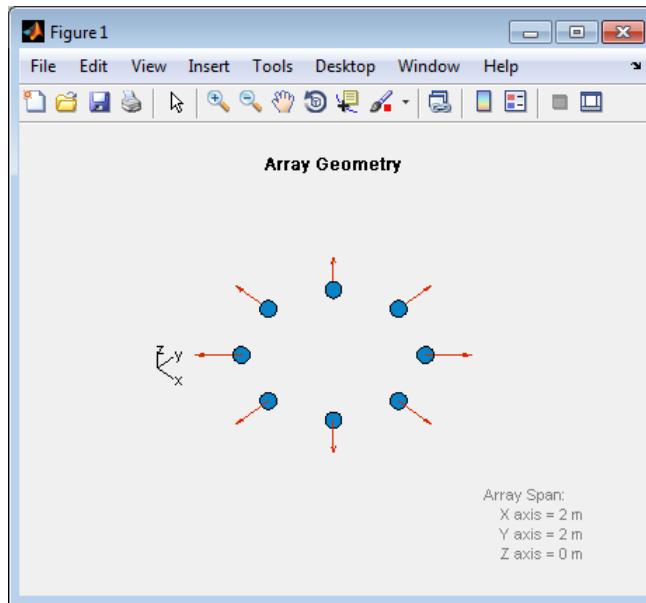 Figure 1
File Edit View Insert Tools Desktop Window Help
Array Geometry
Z
y
x
Array Span:
X axis = 2 m
Y axis = 2 m
Z axis = 0 m